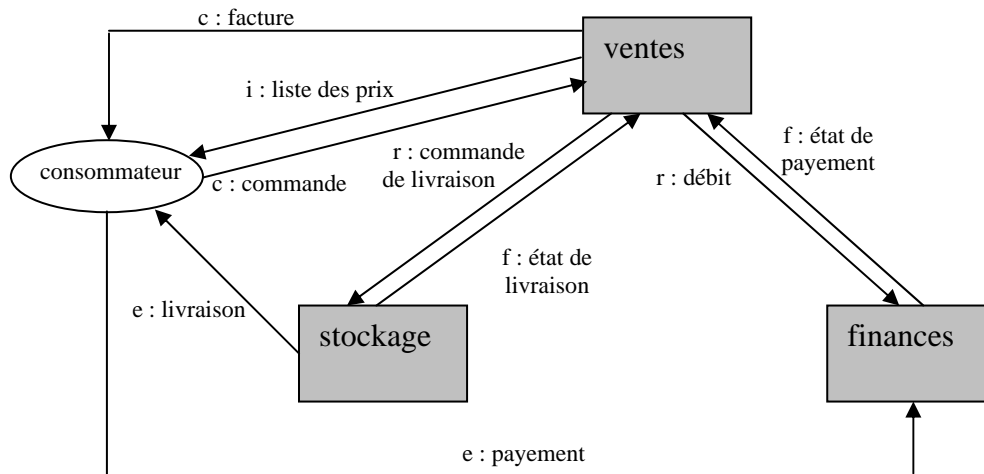 c : facture
ventes
i : liste des prix
f : état de
payement
r : commande
de livraison
consommateur
c : commande
r : débit
f : état de
livraison
e : livraison
stockage
finances
e : payement